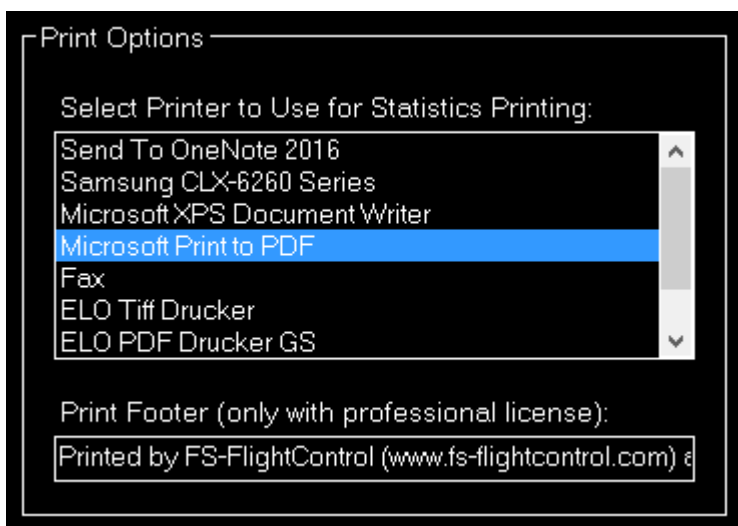 Print Options
Select Printer to Use for Statistics Printing:
Send To OneNote 2016
Samsung CLX-6260 Series
Microsoft XPS Document Writer
Microsoft Print to PDF
Fax
ELO Tiff Drucker
ELO PDF Drucker GS
Print Footer (only with professional license):
Printed by FS-FlightControl (www.fs-flightcontrol.com)